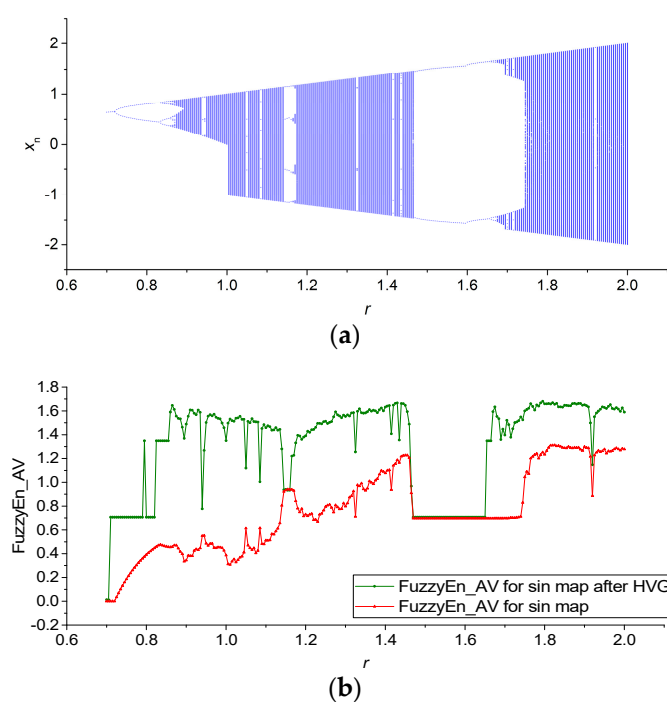 2
1
0
-1
-2
xn
0.6 0.8 1.0 1.2 1.4 1.6 1.8 2.0
r
(a)
1.8
1.6
1.4
1.2
1.0
0.8
0.6
0.4
0.2
0.0
-0.2
FuzzyEn_AV
FuzzyEn_AV for sin map after HVG
FuzzyEn_AV for sin map
0.6 0.8 1.0 1.2 1.4 1.6 1.8 2.0
r
(b)